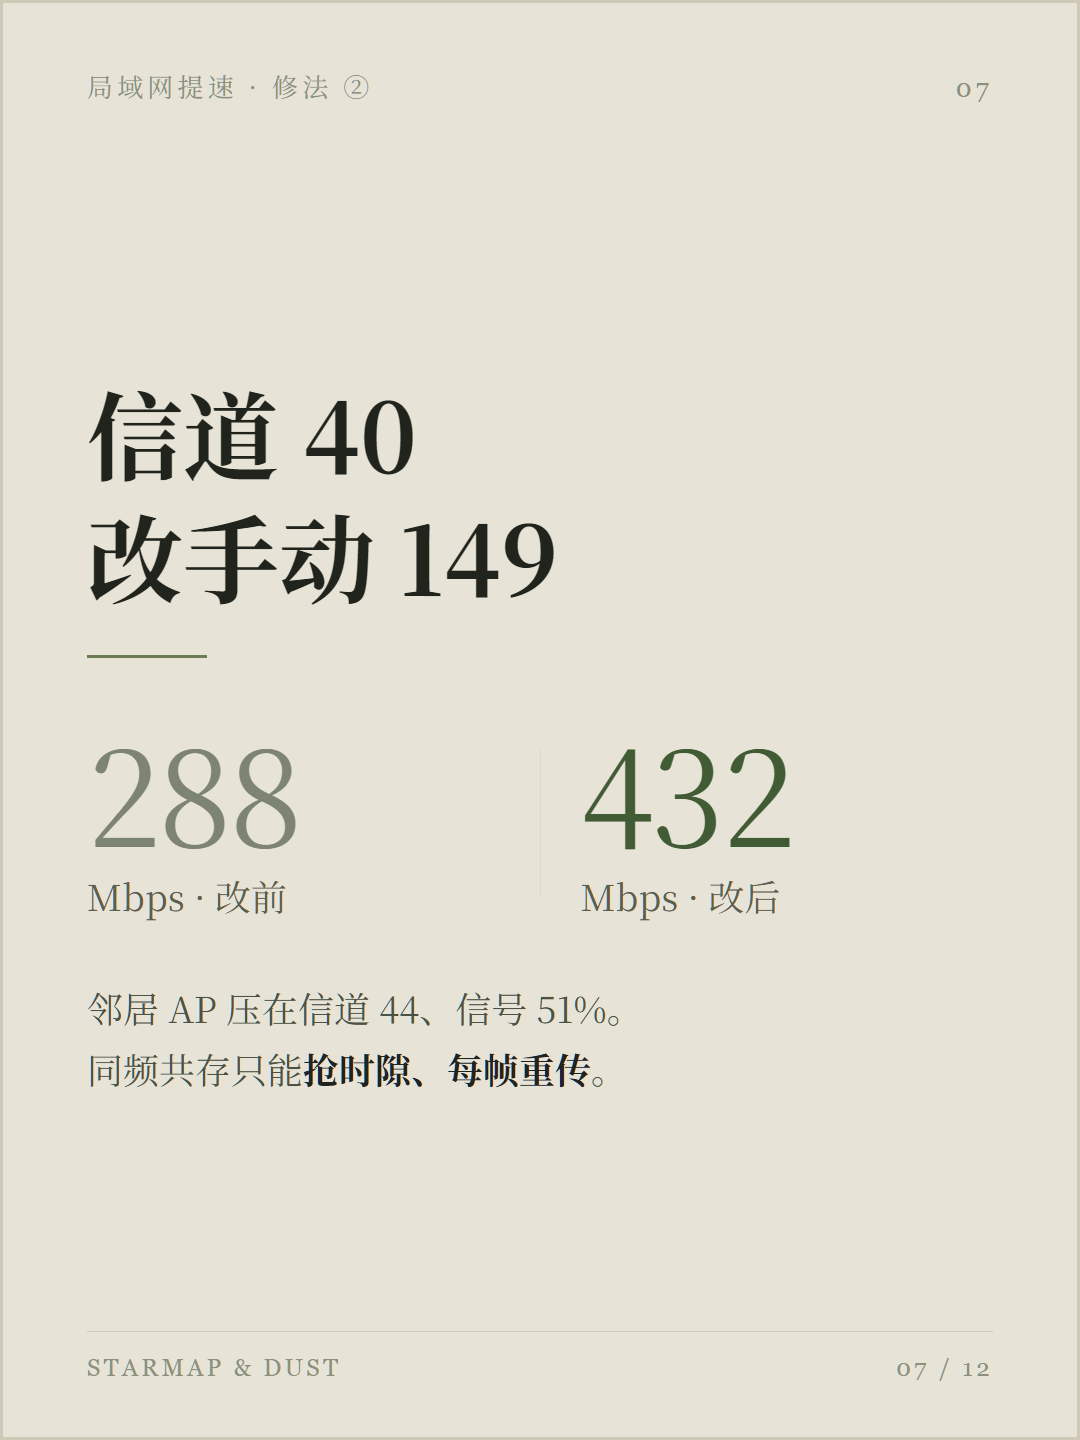 局域网提速 · 修法 ②
07
信道 40
改手动 149
288
Mbps · 改前
432
Mbps · 改后
邻居 AP 压在信道 44、信号 51%。
同频共存只能抢时隙、每帧重传。
STARMAP & DUST
07 / 12